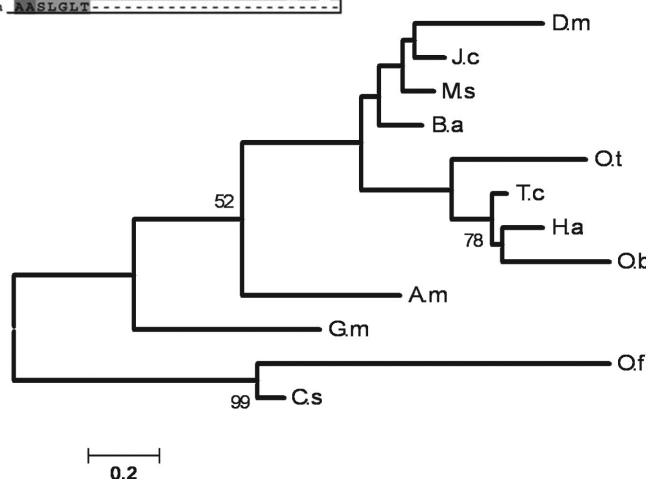 AASLGLT------------------------------
D.m
J.c
M.s
B.a
O.t
52
T.c
H.a
78
O.b
A.m
G.m
O.f
99
C.s
0.2